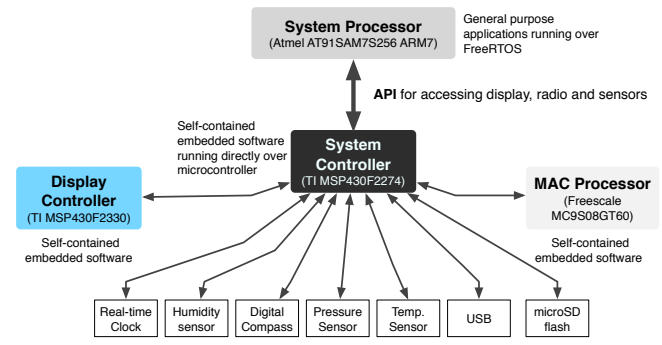 System Processor
(Atmel AT91SAM7S256 ARM7)
General purpose
applications running over
FreeRTOS
API for accessing display, radio and sensors
Self-contained
embedded software
running directly over
microcontroller
System
Controller
(TI MSP430F2274)
Display
Controller
(TI MSP430F2330)
MAC Processor
(Freescale
MC9S08GT60)
Self-contained
embedded software
Self-contained
embedded software
Real-time
Clock
Humidity
sensor
Digital
Compass
Pressure
Sensor
Temp.
Sensor
USB
microSD
flash